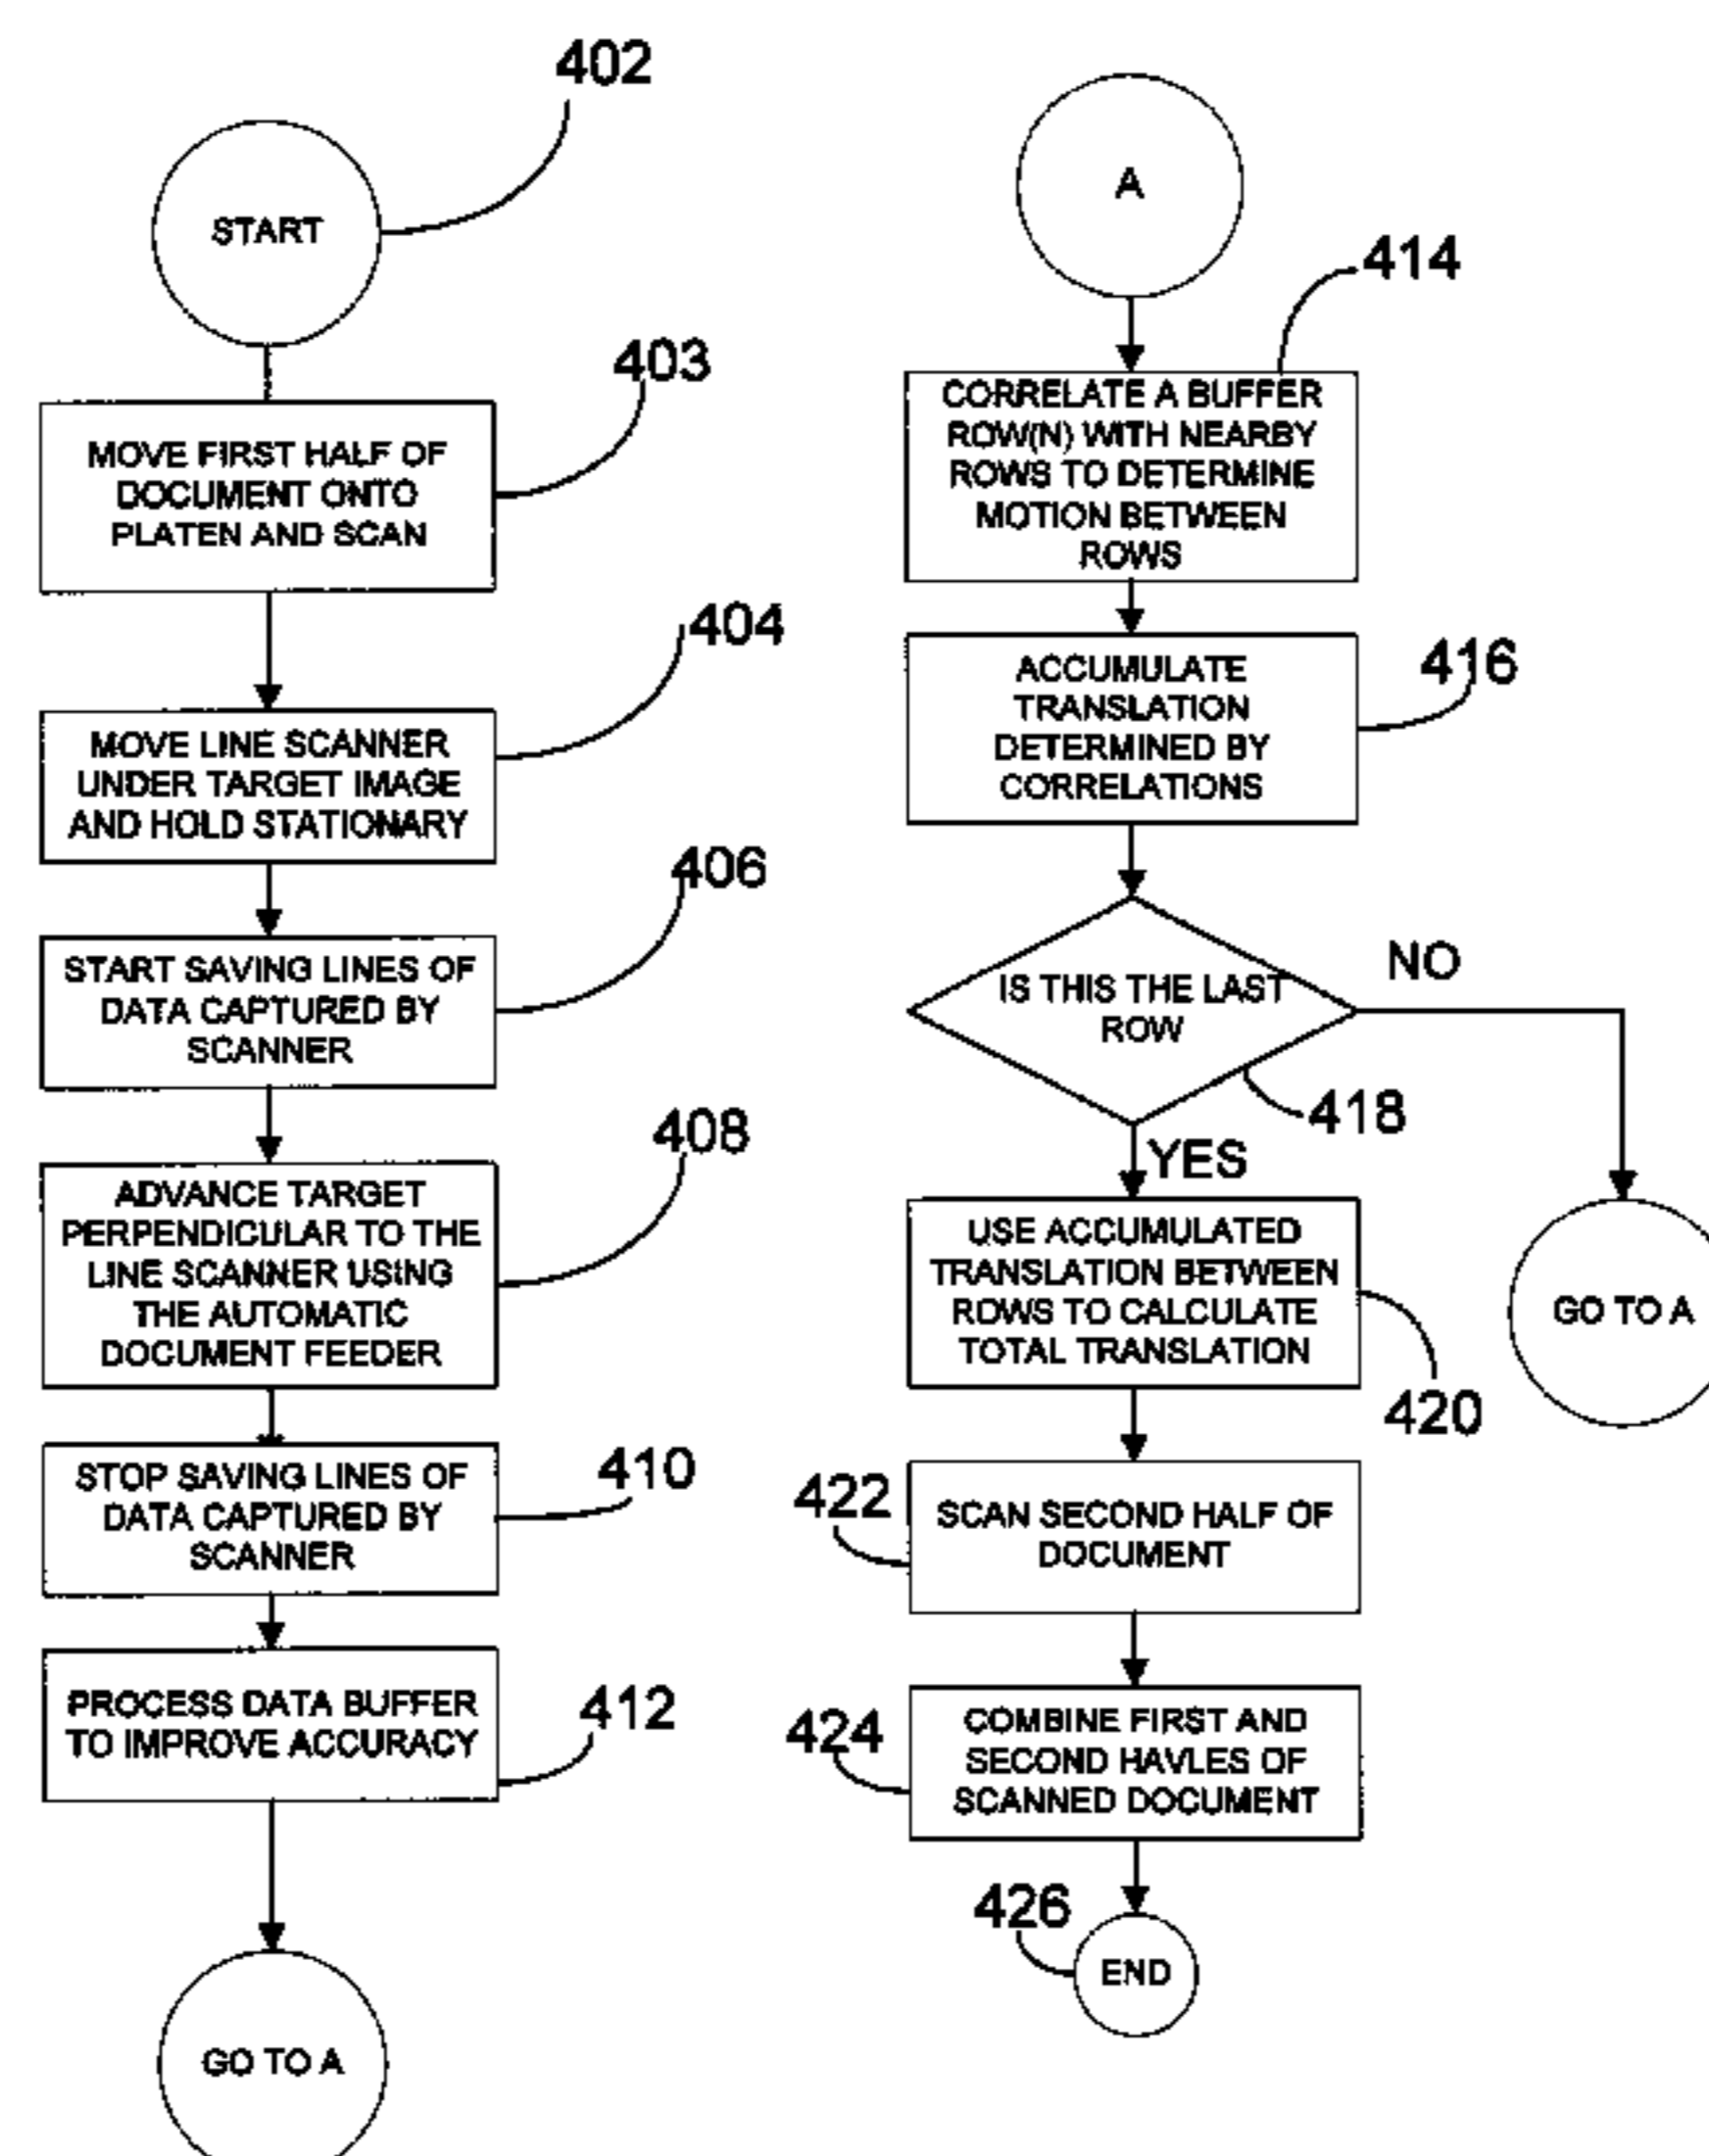 402
START
403
MOVE FIRST HALF OF
DOCUMENT ONTO
PLATEN AND SCAN
404
MOVE LINE SCANNER
UNDER TARGET IMAGE
AND HOLD STATIONARY
406
START SAVING LINES OF
DATA CAPTURED BY
SCANNER
408
ADVANCE TARGET
PERPENDICULAR TO THE
LINE SCANNER USING
THE AUTOMATIC
DOCUMENT FEEDER
410
STOP SAVING LINES OF
DATA CAPTURED BY
SCANNER
412
PROCESS DATA BUFFER
TO IMPROVE ACCURACY
GO TO A
A
414
CORRELATE A BUFFER
ROW(N) WITH NEARBY
ROWS TO DETERMINE
MOTION BETWEEN
ROWS
416
ACCUMULATE
TRANSLATION
DETERMINED BY
CORRELATIONS
IS THIS THE LAST
ROW
NO
418
YES
GO TO A
USE ACCUMULATED
TRANSLATION BETWEEN
ROWS TO CALCULATE
TOTAL TRANSLATION
420
422
SCAN SECOND HALF OF
DOCUMENT
424
COMBINE FIRST AND
SECOND HAVLES OF
SCANNED DOCUMENT
426
END